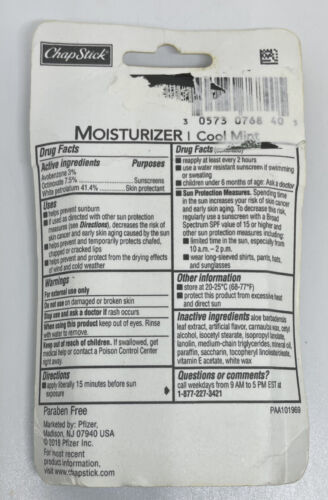 ChapStick
3 0573 0768 40 3
MOISTURIZER | Cool Mint
Drug Facts
Active ingredients Purposes
Avobenzone 3%
Octinoxate 7.5% Sunscreens
White petrolatum 41.4% Skin protectant
Uses
■ helps prevent sunburn
■ if used as directed with other sun protection
measures (see Directions), decreases the risk of
skin cancer and early skin aging caused by the sun
■ helps prevent and temporarily protects chafed,
chapped or cracked lips
■ helps prevent and protect from the drying effects
of wind and cold weather
Warnings
For external use only
Do not use on damaged or broken skin
Stop use and ask a doctor if rash occurs
When using this product keep out of eyes. Rinse
with water to remove.
Keep out of reach of children. If swallowed, get
medical help or contact a Poison Control Center
right away.
Directions
■ apply liberally 15 minutes before sun
exposure
Drug Facts
■ reapply at least every 2 hours
■ use a water resistant sunscreen if swimming
or sweating
■ children under 6 months of age: Ask a doctor
■ Sun Protection Measures. Spending time
in the sun increases your risk of skin cancer
and early skin aging. To decrease this risk,
regularly use a sunscreen with a Broad
Spectrum SPF value of 15 or higher and
other sun protection measures including:
■ limited time in the sun, especially from
10 a.m. – 2 p.m.
■ wear long-sleeved shirts, pants, hats,
and sunglasses
Other information
■ store at 20-25°C (68-77°F)
■ protect this product from excessive heat
and direct sun
Inactive ingredients aloe barbadensis
leaf extract, artificial flavor, carnauba wax, cetyl
alcohol, isocetyl stearate, isopropyl linolate,
lanolin, medium-chain triglycerides, mineral oil,
paraffin, saccharin, tocopheryl linoleate/oleate,
vitamin E acetate, white wax
Questions or comments?
call weekdays from 9 AM to 5 PM EST at
1-877-227-3421
Paraben Free
PAA101969
Marketed by: Pfizer,
Madison, NJ 07940 USA
© 2018 Pfizer Inc.
For most recent
product information,
visit www.chapstick.com